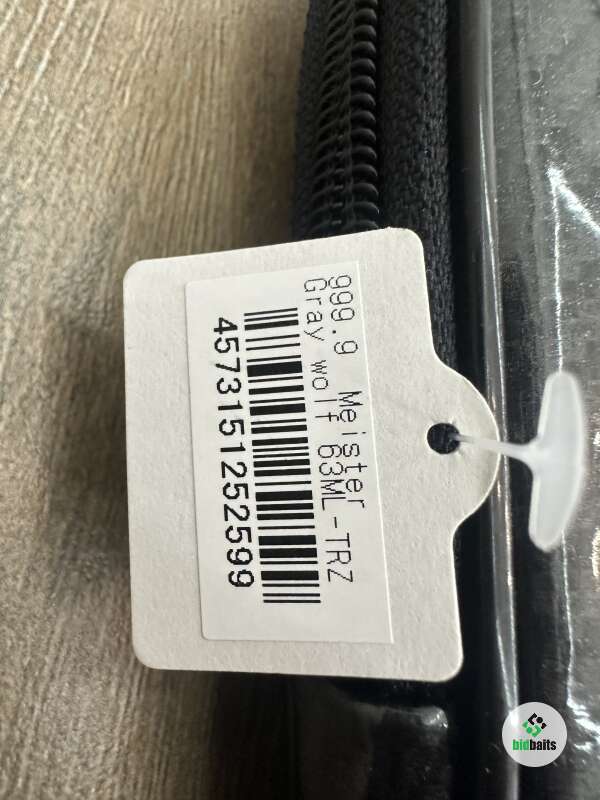 999.9 Meister
Gray wolf 63ML-TRZ
4573151252599
bidbaits